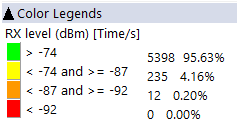 Color Legends
RX level (dBm) [Time/s]
> -74 5398 95.63%
< -74 and >= -87 235 4.16%
< -87 and >= -92 12 0.20%
< -92 0 0.00%